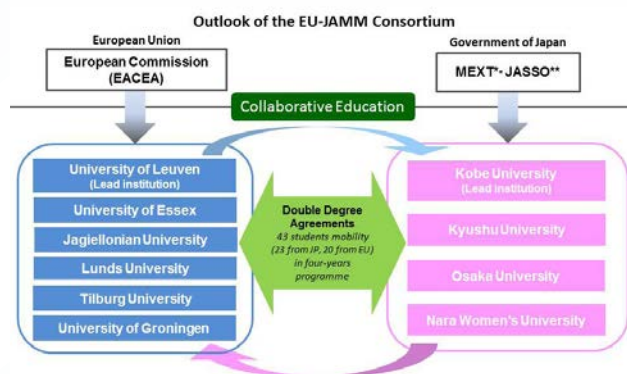 Outlook of the EU-JAMM Consortium
European Union
European Commission
(EACEA)
Government of Japan
MEXT*- JASSO**
Collaborative Education
University of Leuven
(Lead institution)
University of Essex
Jagiellonian University
Lunds University
Tilburg University
University of Groningen
Double Degree
Agreements
43 students mobility
(23 from JP, 20 from EU)
in four-years
programme
Kobe University
(Lead institution)
Kyushu University
Osaka University
Nara Women's University